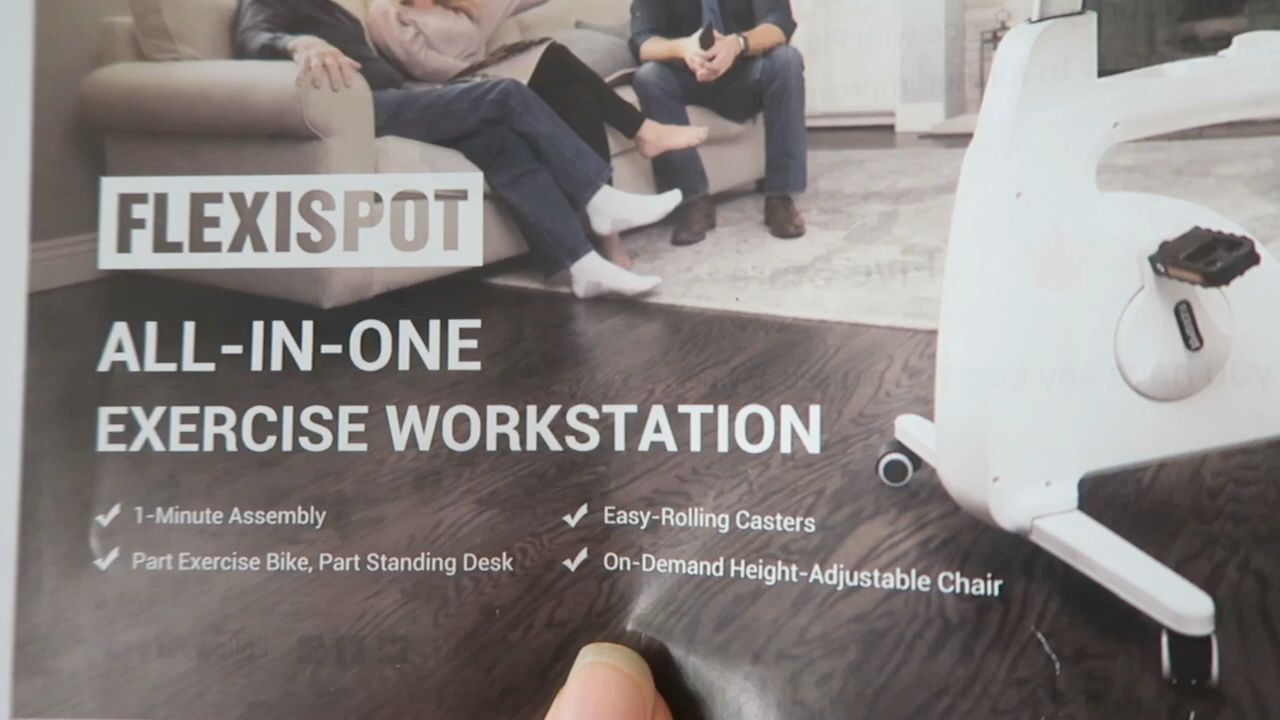 FLEXISPOT
ALL-IN-ONE
EXERCISE WORKSTATION
1-Minute Assembly
Easy-Rolling Casters
Part Exercise Bike, Part Standing Desk
On-Demand Height-Adjustable Chair